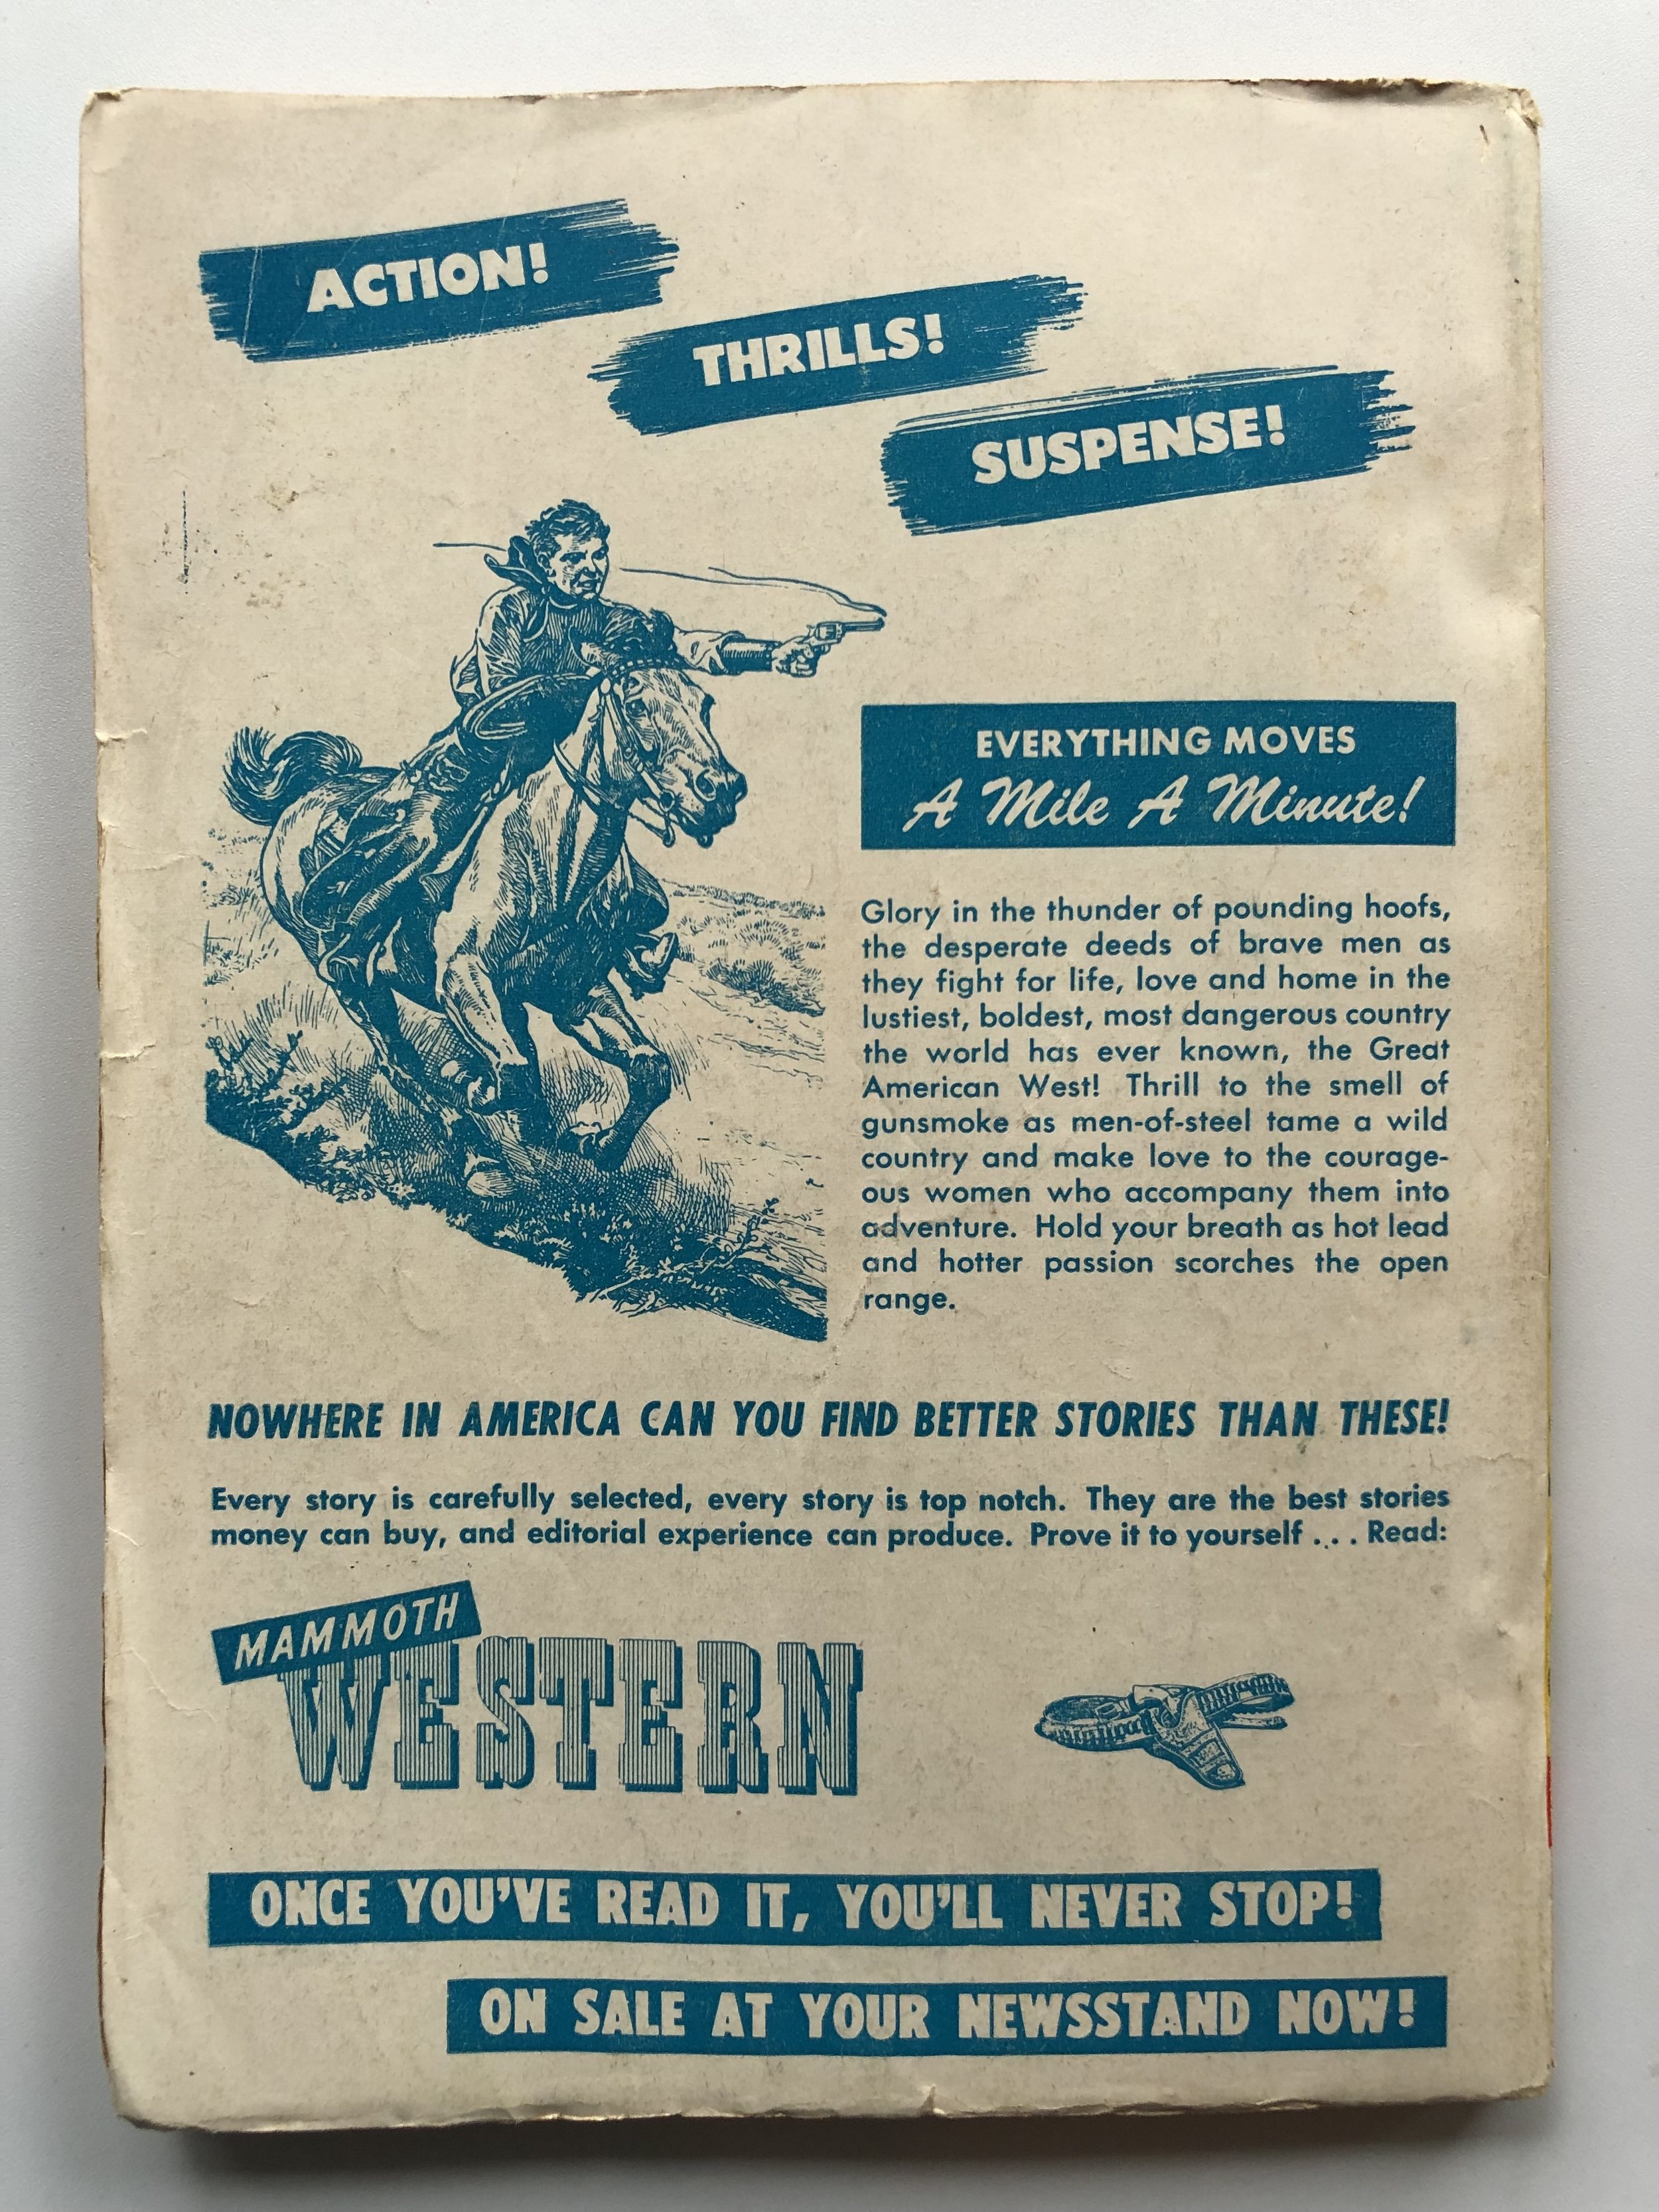 ACTION!
THRILLS!
SUSPENSE!
EVERYTHING MOVES
A Mile A Minute!
Glory in the thunder of pounding hoofs,
the desperate deeds of brave men as
they fight for life, love and home in the
lustiest, boldest, most dangerous country
the world has ever known, the Great
American West! Thrill to the smell of
gunsmoke as men-of-steel tame a wild
country and make love to the courage-
ous women who accompany them into
adventure. Hold your breath as hot lead
and hotter passion scorches the open
range.
NOWHERE IN AMERICA CAN YOU FIND BETTER STORIES THAN THESE!
Every story is carefully selected, every story is top notch. They are the best stories
money can buy, and editorial experience can produce. Prove it to yourself . . . Read:
MAMMOTH
WESTERN
ONCE YOU'VE READ IT, YOU'LL NEVER STOP!
ON SALE AT YOUR NEWSSTAND NOW!